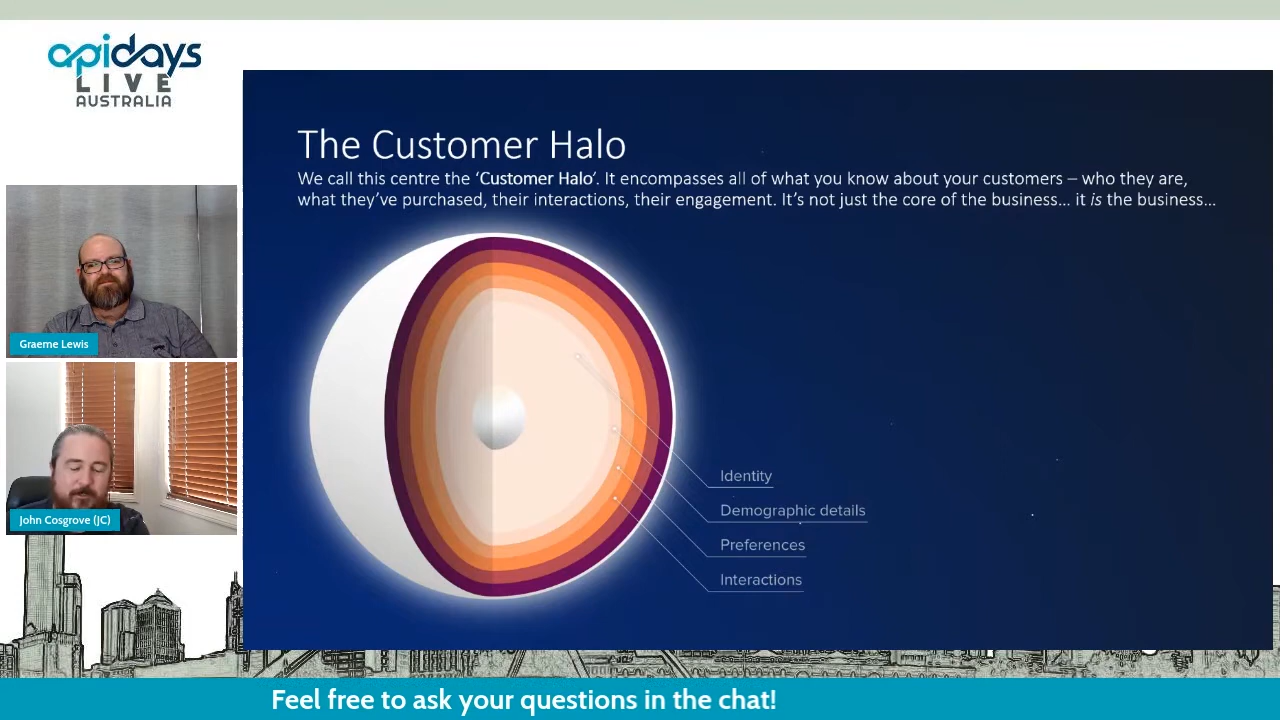 apidays
LIVE
AUSTRALIA
The Customer Halo
We call this centre the ‘Customer Halo’. It encompasses all of what you know about your customers – who they are,
what they’ve purchased, their interactions, their engagement. It’s not just the core of the business... it is the business...
Graeme Lewis
John Cosgrove (JC)
Identity
Demographic details
Preferences
Interactions
Feel free to ask your questions in the chat!